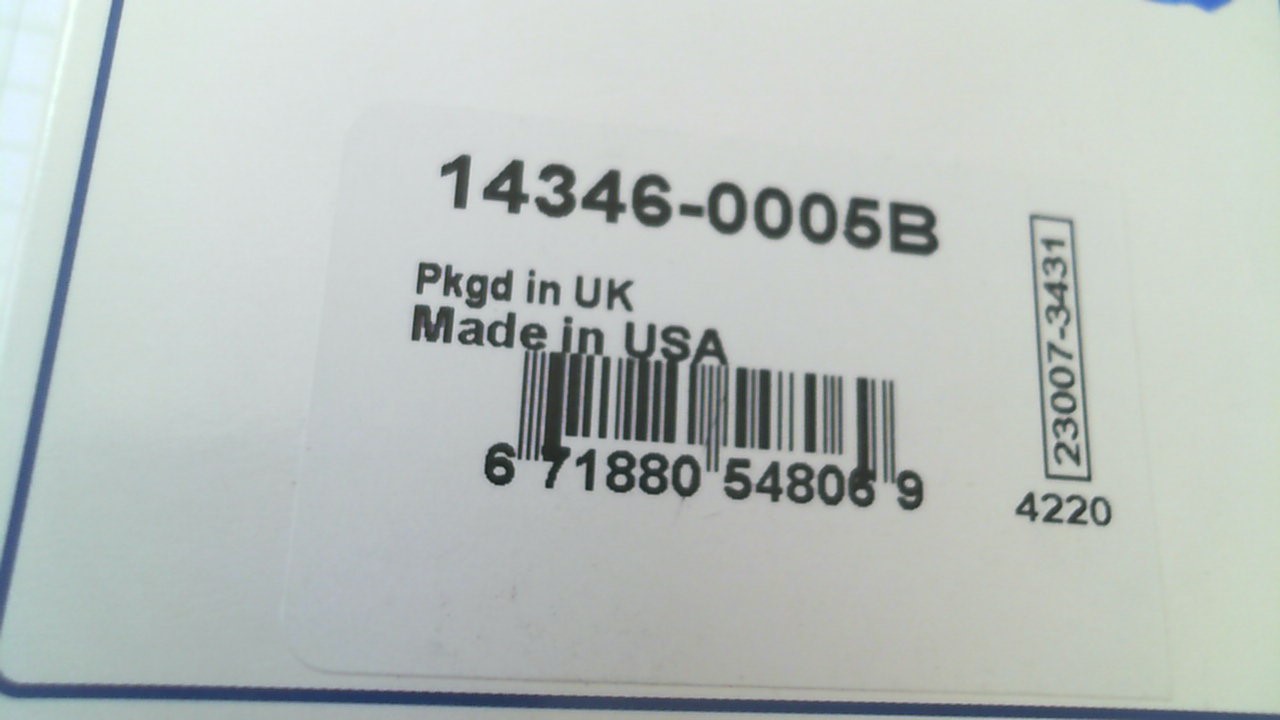 14346-0005B
Pkgd in UK
Made in USA
6 71880 54806 9
23007-3431
4220